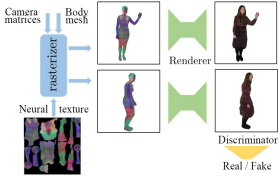 Camera Body
matrices mesh
rasterizer
Renderer
Neural texture
Discriminator
Real / Fake